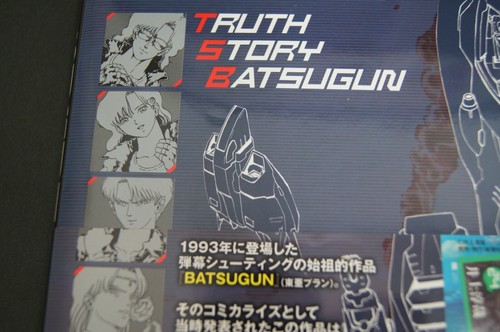 TRUTH
STORY
BATSUGUN
1993年に登場した
弾幕シューティングの始祖的作品
『BATSUGUN』(東亜プラン)。
そのコミカライズとして
当時発表されたこの作品は